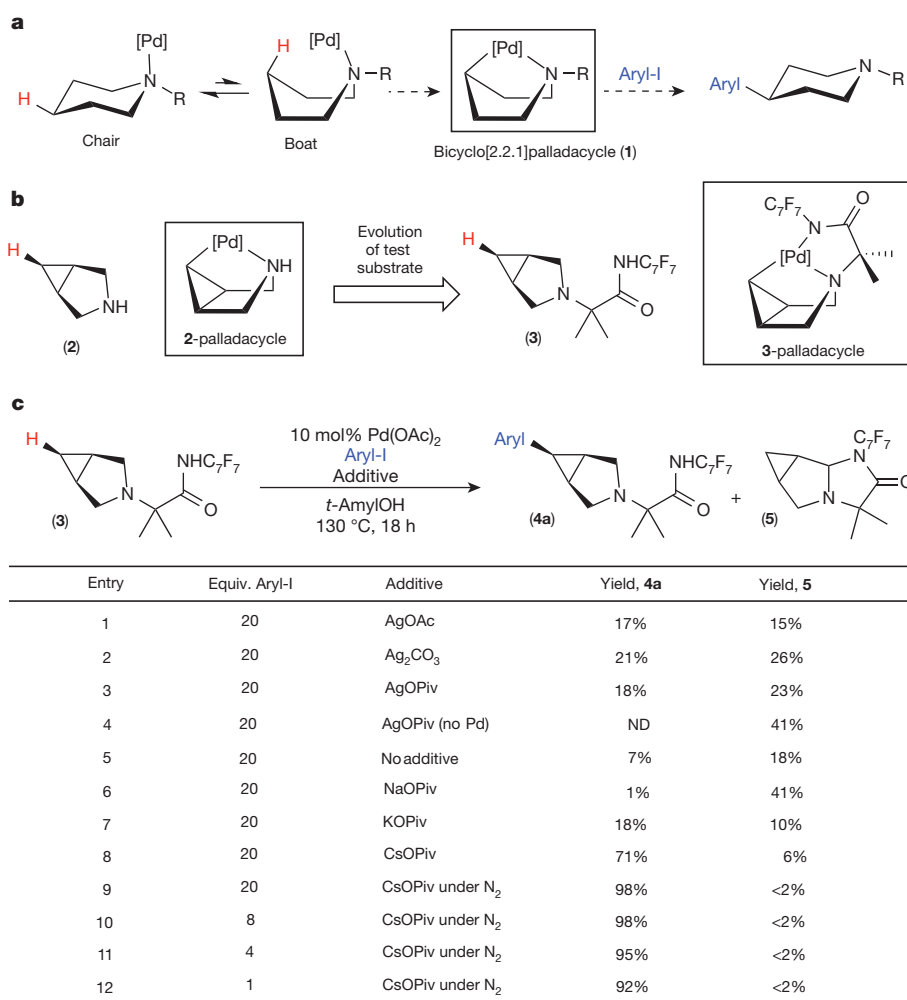 a
[Pd]
N
R
H
Chair
H
[Pd]
N
R
Boat
[Pd]
N
R
Bicyclo[2.2.1]palladacycle (1)
Aryl-I
Aryl
N
R
b
H
NH
(2)
[Pd]
NH
2-palladacycle
Evolution
of test
substrate
H
NHC₇F₇
N
O
(3)
C₇F₇
O
N
[Pd]
N
3-palladacycle
c
H
NHC₇F₇
N
O
(3)
10 mol% Pd(OAc)₂
Aryl-I
Additive
t-AmylOH
130 °C, 18 h
Aryl
NHC₇F₇
N
O
(4a)
+
C₇F₇
N
O
N
(5)
Entry Equiv. Aryl-I Additive Yield, 4a Yield, 5
1 20 AgOAc 17% 15%
2 20 Ag₂CO₃ 21% 26%
3 20 AgOPiv 18% 23%
4 20 AgOPiv (no Pd) ND 41%
5 20 No additive 7% 18%
6 20 NaOPiv 1% 41%
7 20 KOPiv 18% 10%
8 20 CsOPiv 71% 6%
9 20 CsOPiv under N₂ 98% <2%
10 8 CsOPiv under N₂ 98% <2%
11 4 CsOPiv under N₂ 95% <2%
12 1 CsOPiv under N₂ 92% <2%